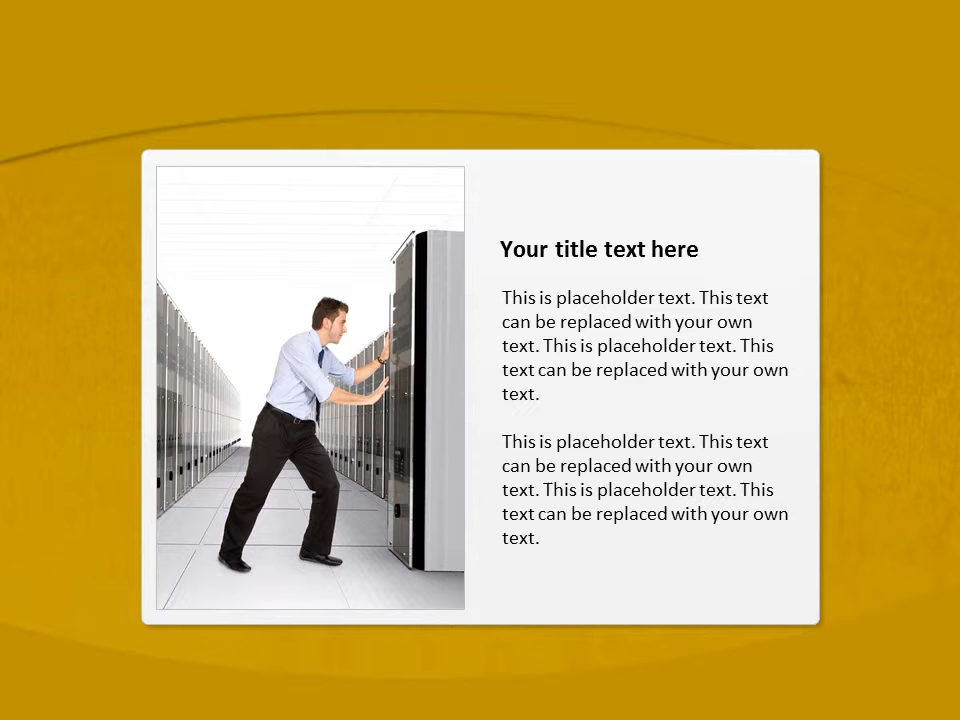 Your title text here
This is placeholder text. This text
can be replaced with your own
text. This is placeholder text. This
text can be replaced with your own
text.
This is placeholder text. This text
can be replaced with your own
text. This is placeholder text. This
text can be replaced with your own
text.